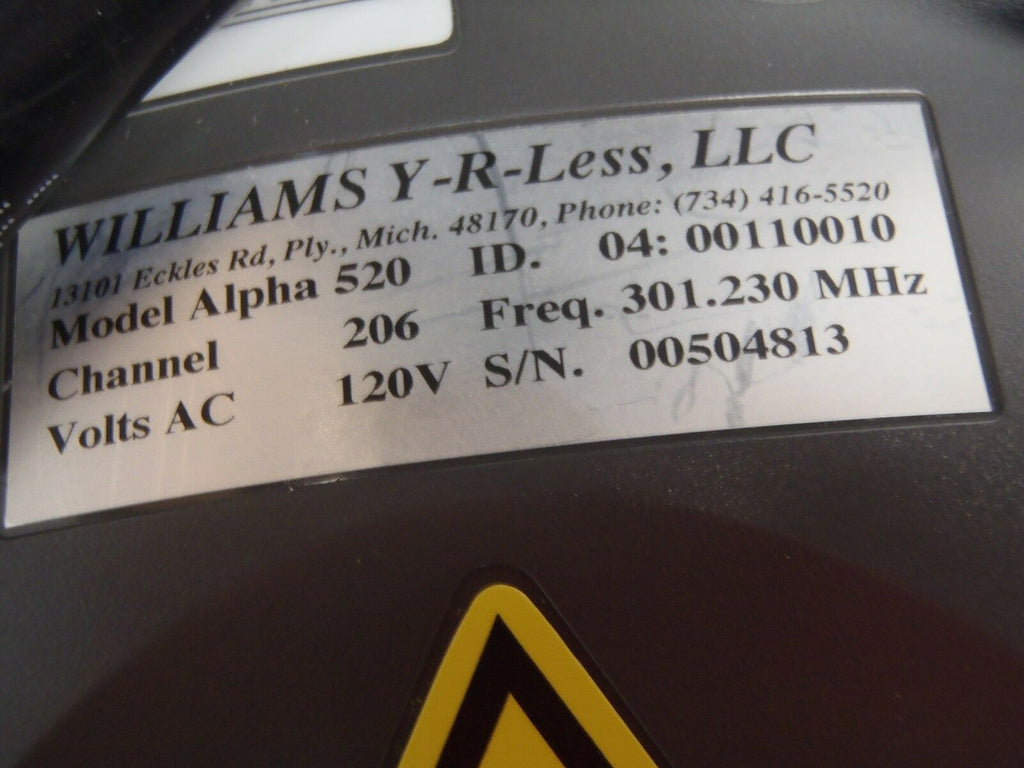 WILLIAMS Y-R-Less, LLC
13101 Eckles Rd, Ply., Mich. 48170, Phone: (734) 416-5520
Model Alpha 520 ID. 04: 00110010
Channel 206 Freq. 301.230 MHz
Volts AC 120V S/N. 00504813